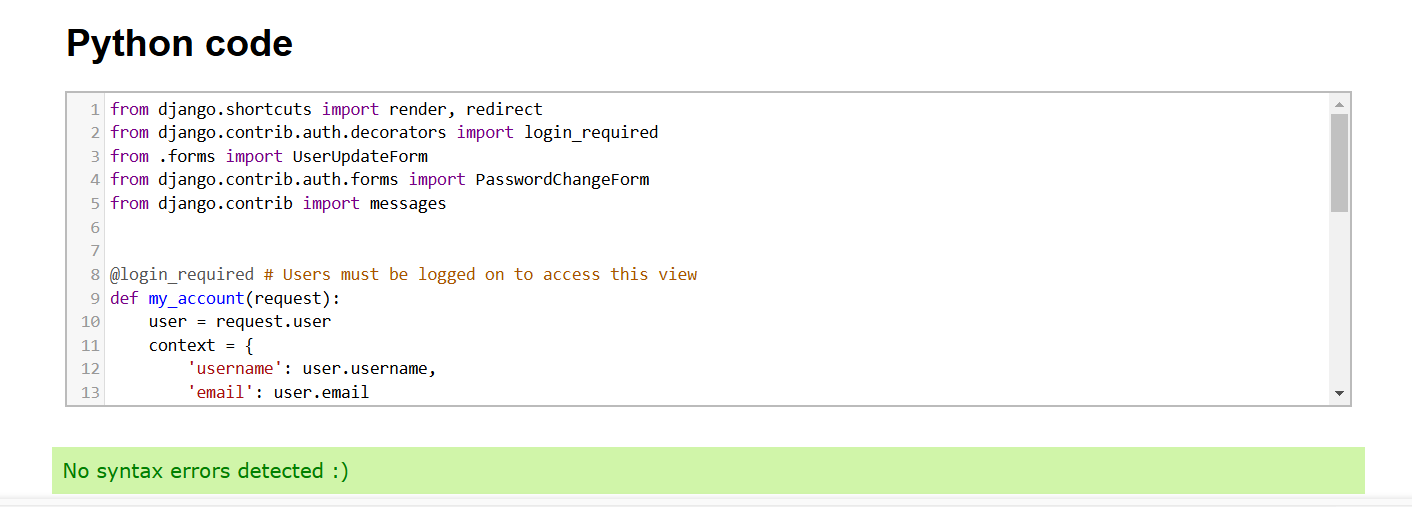 Python code
1 from django.shortcuts import render, redirect
2 from django.contrib.auth.decorators import login_required
3 from .forms import UserUpdateForm
4 from django.contrib.auth.forms import PasswordChangeForm
5 from django.contrib import messages
6
7
8 @login_required # Users must be logged on to access this view
9 def my_account(request):
10     user = request.user
11     context = {
12         'username': user.username,
13         'email': user.email
No syntax errors detected :)